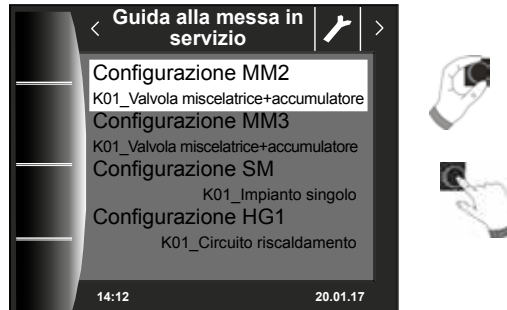 Guida alla messa in
servizio
Configurazione MM2
K01_Valvola miscelatrice+accumulatore
Configurazione MM3
K01_Valvola miscelatrice+accumulatore
Configurazione SM
K01_Impianto singolo
Configurazione HG1
K01_Circuito riscaldamento
14:12 20.01.17